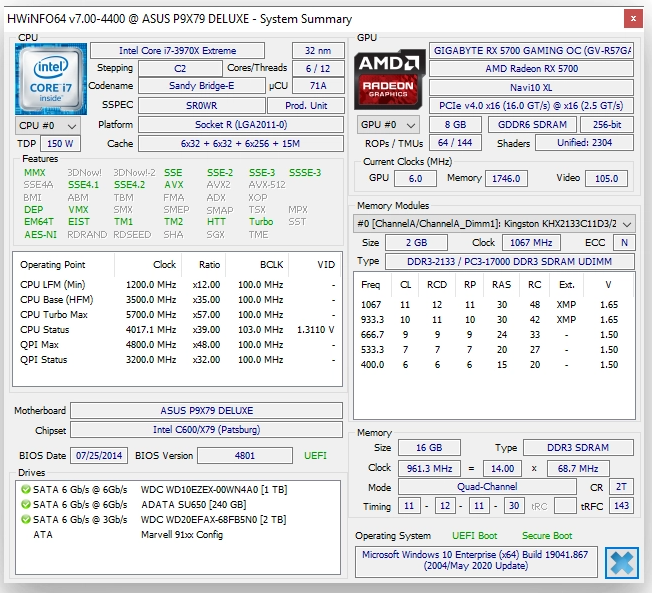 HWiNFO64 v7.00-4400 @ ASUS P9X79 DELUXE - System Summary
CPU
intel
CORE i7
inside
CPU #0
TDP 150 W
Intel Core i7-3970X Extreme 32 nm
Stepping C2 Cores/Threads 6 / 12
Codename Sandy Bridge-E µCU 71A
SSPEC SR0WR Prod. Unit
Platform Socket R (LGA2011-0)
Cache 6x32 + 6x32 + 6x256 + 15M
Features
MMX 3DNow! 3DNow!-2 SSE SSE-2 SSE-3 SSSE-3
SSE4A SSE4.1 SSE4.2 AVX AVX2 AVX-512
BMI ABM TBM FMA ADX XOP
DEP VMX SMX SMEP SMAP TSX MPX
EM64T EIST TM1 TM2 HTT Turbo SST
AES-NI RDRAND RDSEED SHA SGX TME
Operating Point Clock Ratio BCLK VID
CPU LFM (Min) 1200.0 MHz x12.00 100.0 MHz
CPU Base (HFM) 3500.0 MHz x35.00 100.0 MHz
CPU Turbo Max 5700.0 MHz x57.00 100.0 MHz
CPU Status 4017.1 MHz x39.00 103.0 MHz 1.3110 V
QPI Max 4800.0 MHz x48.00 100.0 MHz
QPI Status 3200.0 MHz x32.00 100.0 MHz
Motherboard ASUS P9X79 DELUXE
Chipset Intel C600/X79 (Patsburg)
BIOS Date 07/25/2014 BIOS Version 4801 UEFI
Drives
SATA 6 Gb/s @ 6Gb/s WDC WD10EZEX-00WN4A0 [1 TB]
SATA 6 Gb/s @ 6Gb/s ADATA SU650 [240 GB]
SATA 6 Gb/s @ 3Gb/s WDC WD20EFAX-68FB5N0 [2 TB]
ATA Marvell 91xx Config
GPU
AMD
RADEON
GRAPHICS
GPU #0
GIGABYTE RX 5700 GAMING OC (GV-R57GA
AMD Radeon RX 5700
Navi10 XL
PCIe v4.0 x16 (16.0 GT/s) @ x16 (2.5 GT/s)
8 GB GDDR6 SDRAM 256-bit
ROPs / TMUs 64 / 144 Shaders Unified: 2304
Current Clocks (MHz)
GPU 6.0 Memory 1746.0 Video 105.0
Memory Modules
#0 [ChannelA/ChannelA_Dimm1]: Kingston KHX2133C11D3/2
Size 2 GB Clock 1067 MHz ECC N
Type DDR3-2133 / PC3-17000 DDR3 SDRAM UDIMM
Freq CL RCD RP RAS RC Ext. V
1067 11 12 11 30 48 XMP 1.65
933.3 10 11 10 30 42 XMP 1.65
666.7 9 9 9 24 33 - 1.50
533.3 7 7 7 20 27 - 1.50
400.0 6 6 6 15 20 - 1.50
Memory
Size 16 GB Type DDR3 SDRAM
Clock 961.3 MHz = 14.00 x 68.7 MHz
Mode Quad-Channel CR 2T
Timing 11 - 12 - 11 - 30 tRC tRFC 143
Operating System UEFI Boot Secure Boot
Microsoft Windows 10 Enterprise (x64) Build 19041.867
(2004/May 2020 Update)